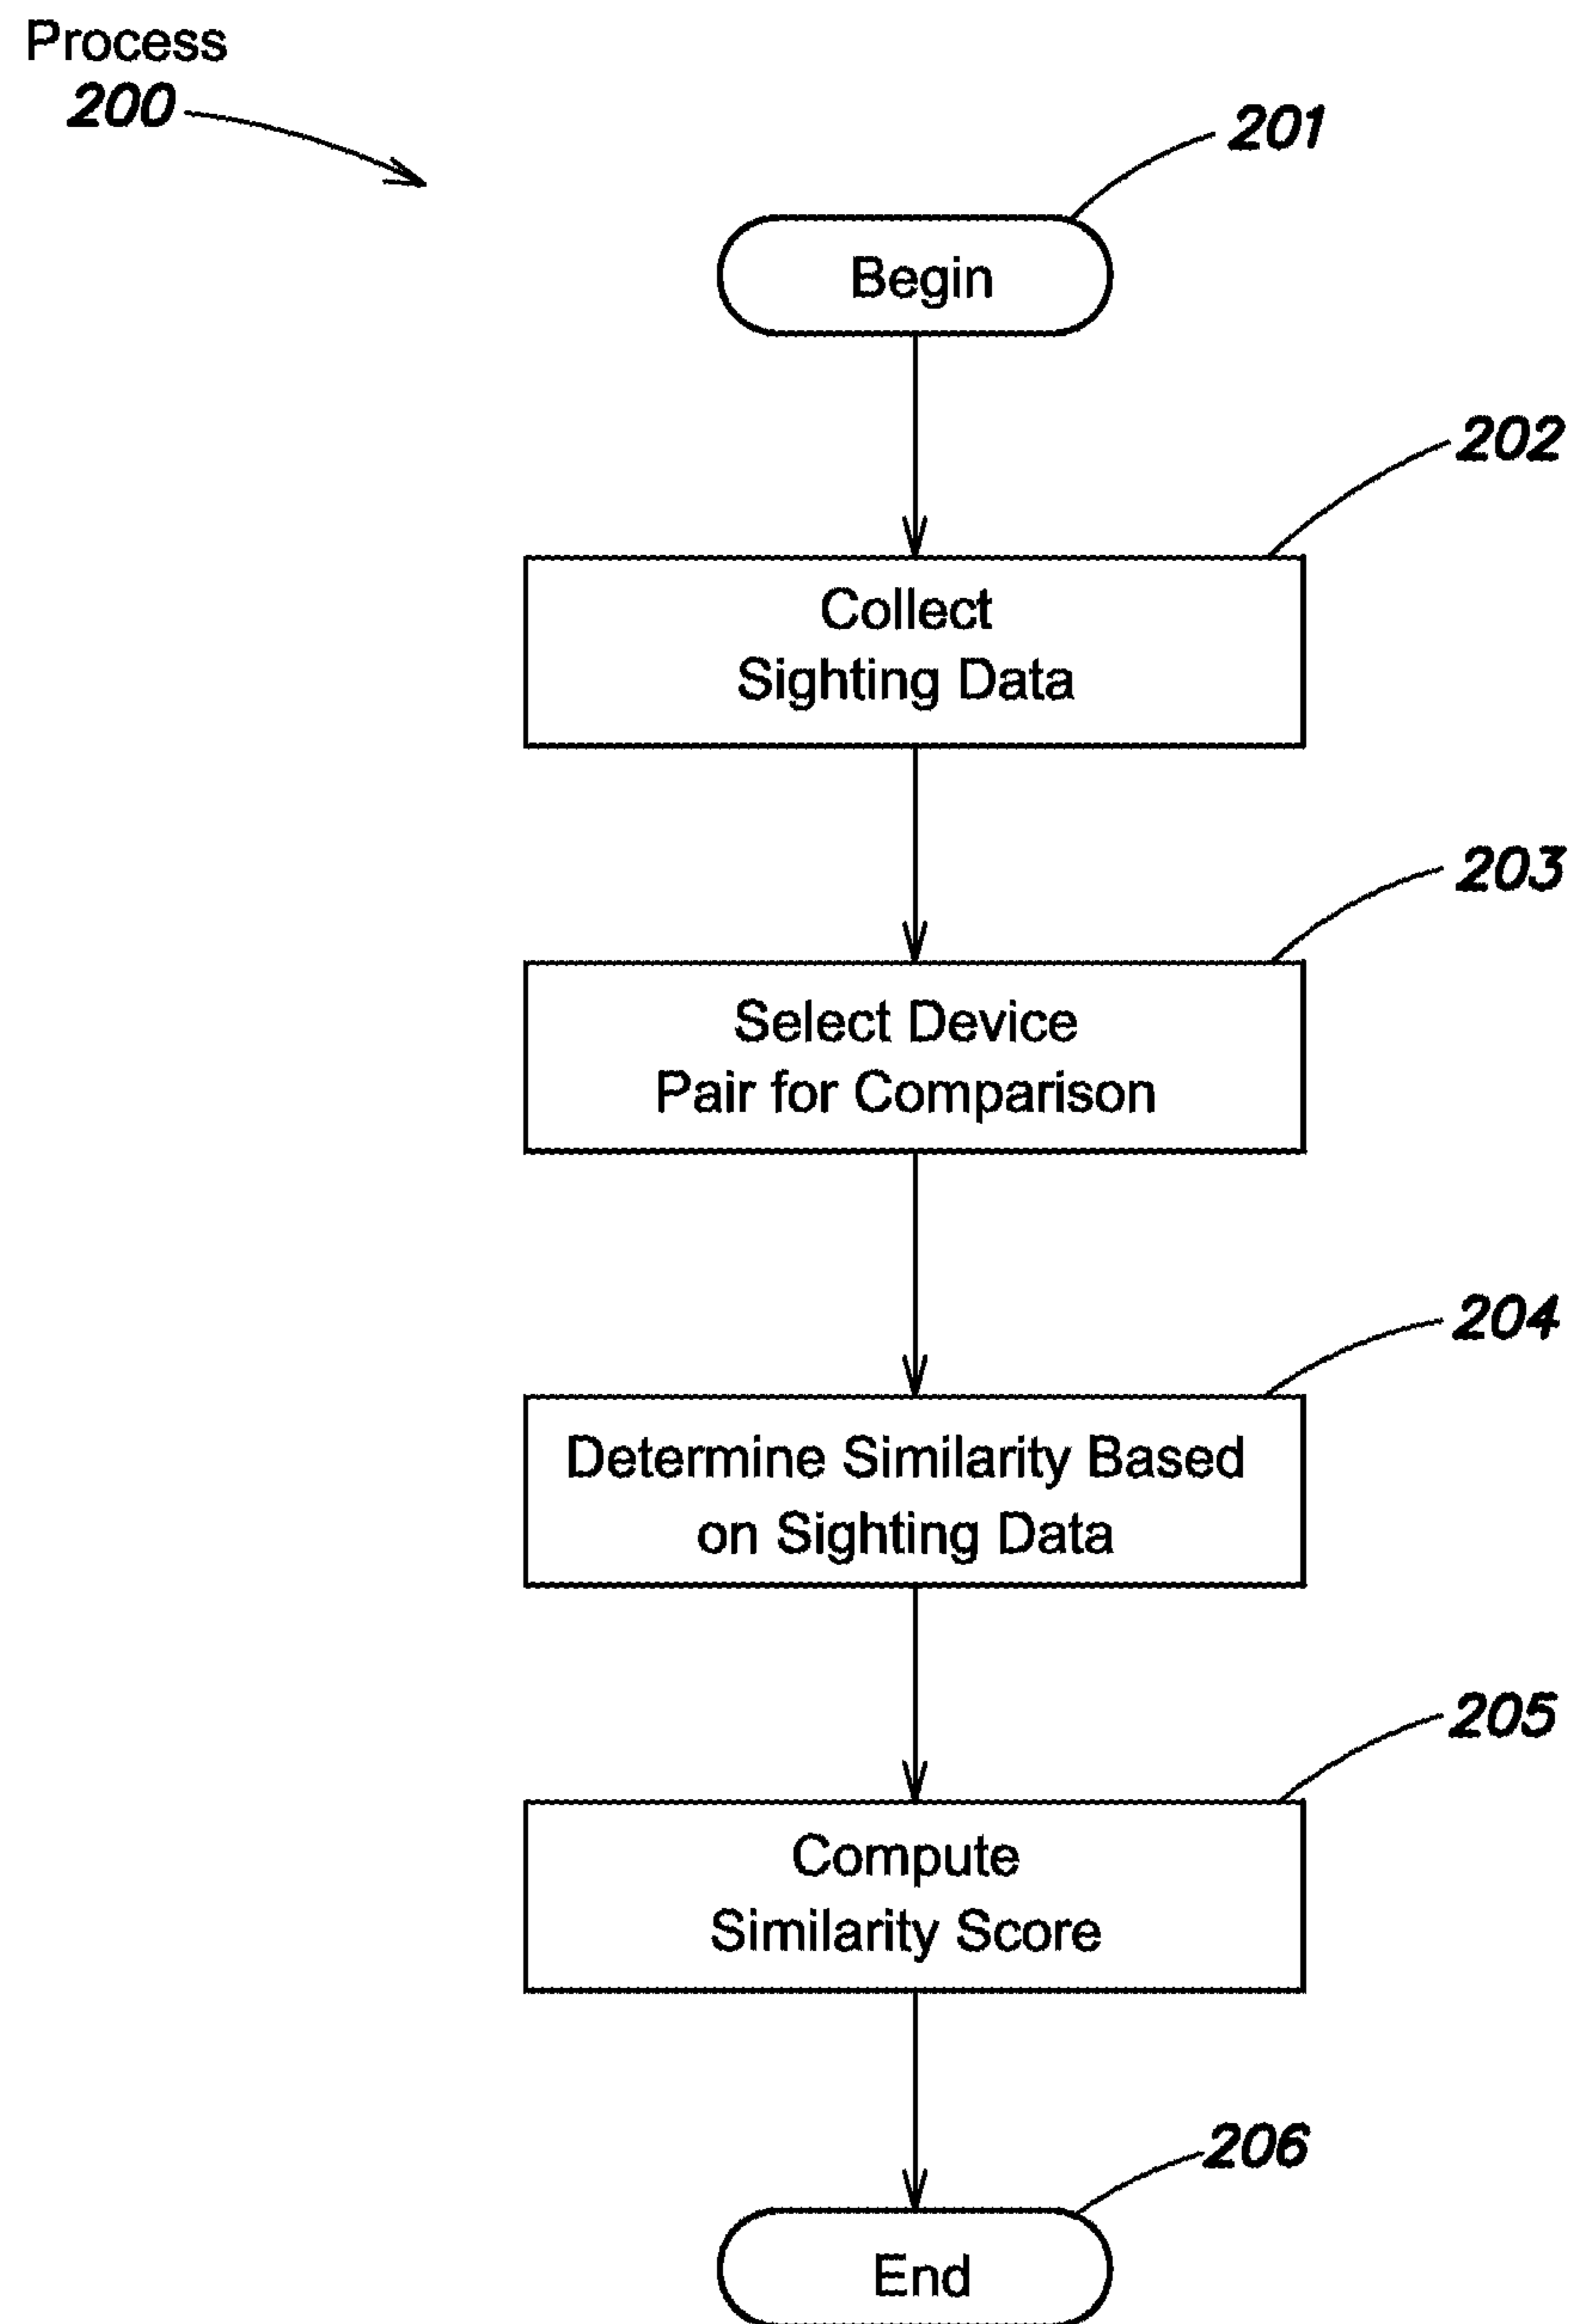 Process
200
201
Begin
202
Collect
Sighting Data
203
Select Device
Pair for Comparison
204
Determine Similarity Based
on Sighting Data
205
Compute
Similarity Score
206
End